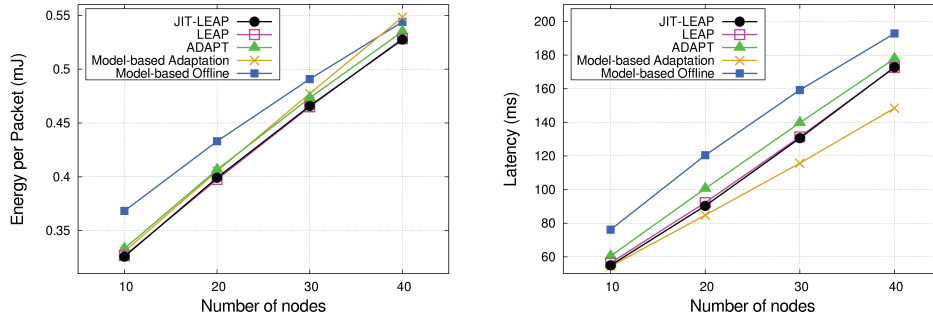 Energy per Packet (mJ)
0.55
0.5
0.45
0.4
0.35
JIT-LEAP
LEAP
ADAPT
Model-based Adaptation
Model-based Offline
10
20
30
40
Number of nodes
Latency (ms)
200
180
160
140
120
100
80
60
JIT-LEAP
LEAP
ADAPT
Model-based Adaptation
Model-based Offline
10
20
30
40
Number of nodes